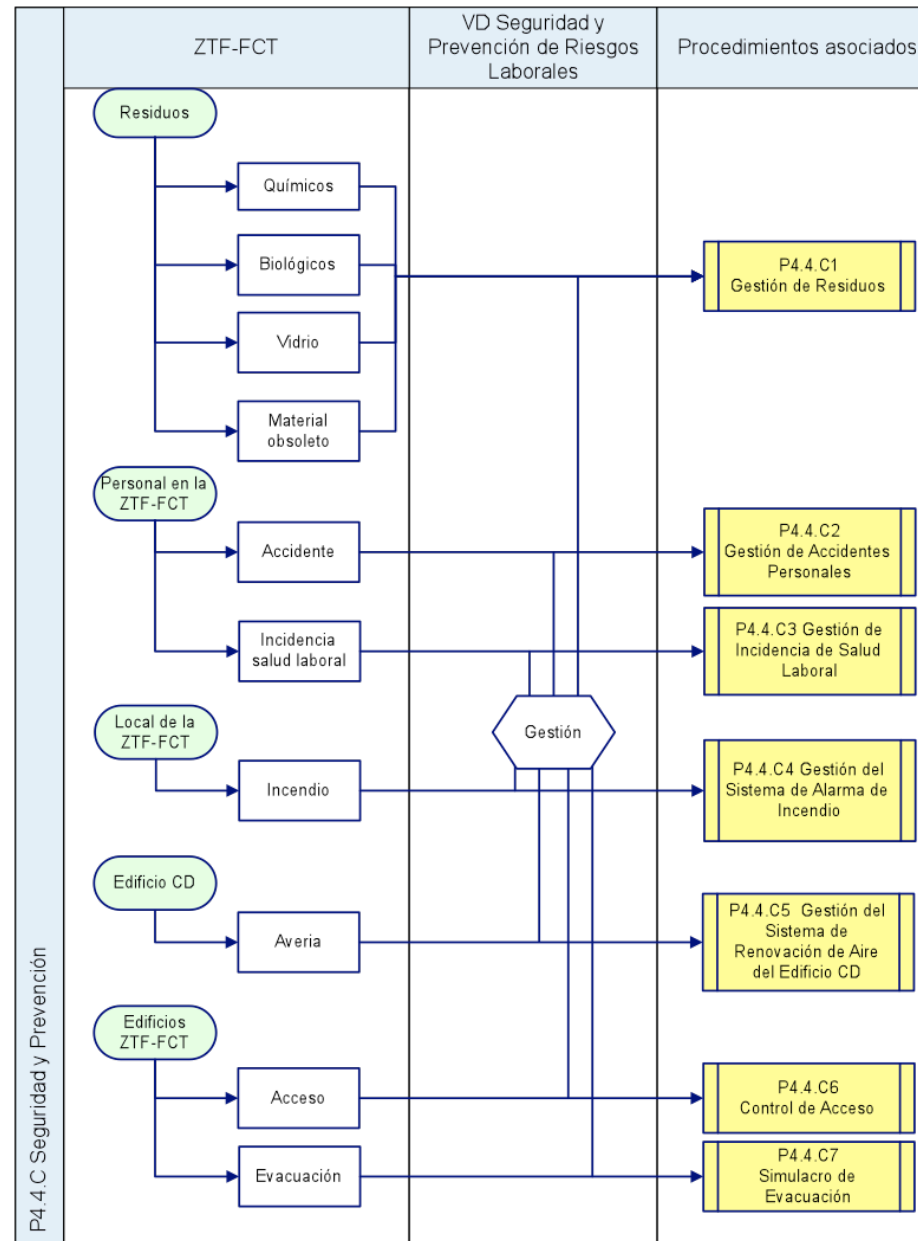 ZTF-FCT
VD Seguridad y
Prevención de Riesgos
Laborales
Procedimientos asociados
P4.4.C Seguridad y Prevención
Residuos
Químicos
Biológicos
Vidrio
Material
obsoleto
P4.4.C1
Gestión de Residuos
Personal en la
ZTF-FCT
Accidente
P4.4.C2
Gestión de Accidentes
Personales
Incidencia
salud laboral
P4.4.C3 Gestión de
Incidencia de Salud
Laboral
Gestión
Local de la
ZTF-FCT
Incendio
P4.4.C4 Gestión del
Sistema de Alarma de
Incendio
Edificio CD
Averia
P4.4.C5 Gestión del
Sistema de
Renovación de Aire
del Edificio CD
Edificios
ZTF-FCT
Acceso
P4.4.C6
Control de Acceso
Evacuación
P4.4.C7
Simulacro de
Evacuación